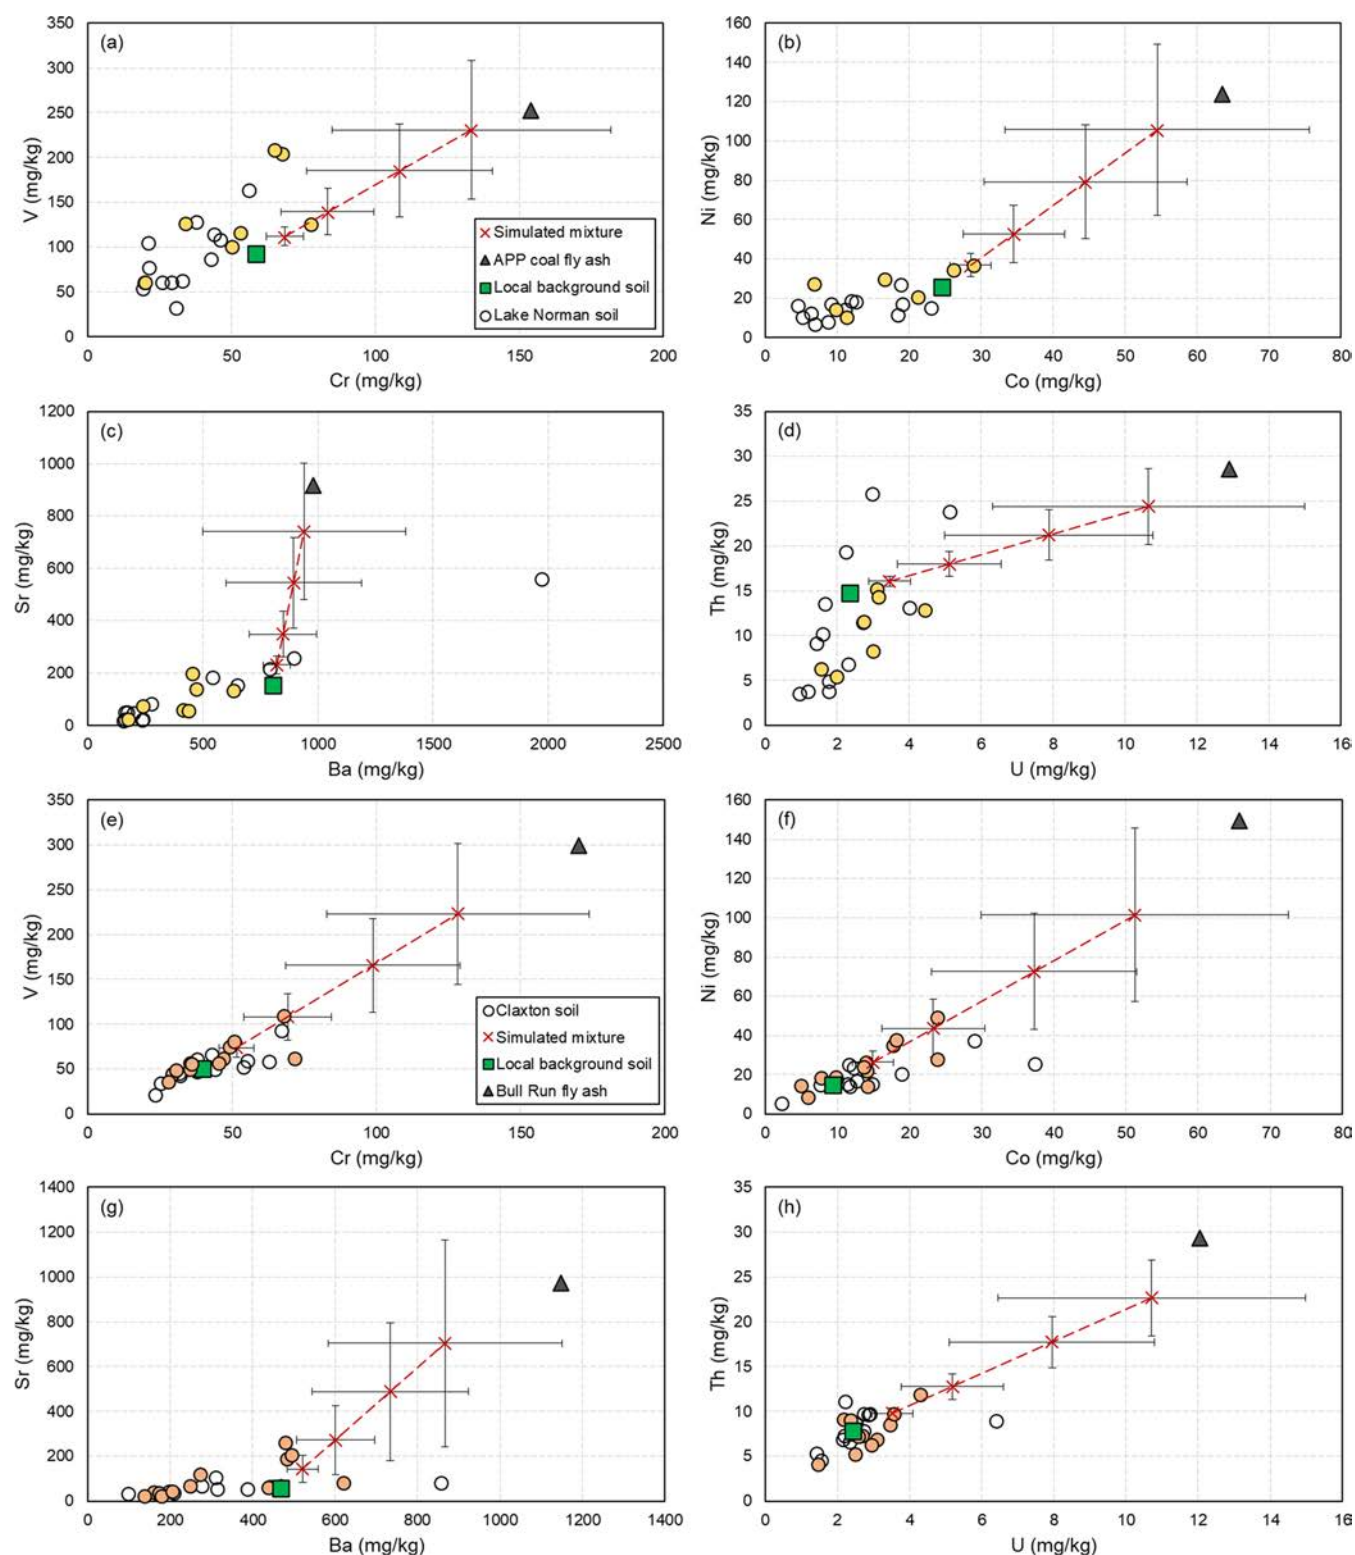 (a)
350
300
250
200
150
100
50
0
V (mg/kg)
0 50 100 150 200
Cr (mg/kg)
Simulated mixture
APP coal fly ash
Local background soil
Lake Norman soil
(b)
160
140
120
100
80
60
40
20
0
Ni (mg/kg)
0 10 20 30 40 50 60 70 80
Co (mg/kg)
(c)
1200
1000
800
600
400
200
0
Sr (mg/kg)
0 500 1000 1500 2000 2500
Ba (mg/kg)
(d)
35
30
25
20
15
10
5
0
Th (mg/kg)
0 2 4 6 8 10 12 14 16
U (mg/kg)
(e)
350
300
250
200
150
100
50
0
V (mg/kg)
0 50 100 150 200
Cr (mg/kg)
Claxton soil
Simulated mixture
Local background soil
Bull Run fly ash
(f)
160
140
120
100
80
60
40
20
0
Ni (mg/kg)
0 10 20 30 40 50 60 70 80
Co (mg/kg)
(g)
1400
1200
1000
800
600
400
200
0
Sr (mg/kg)
0 200 400 600 800 1000 1200 1400
Ba (mg/kg)
(h)
35
30
25
20
15
10
5
0
Th (mg/kg)
0 2 4 6 8 10 12 14 16
U (mg/kg)